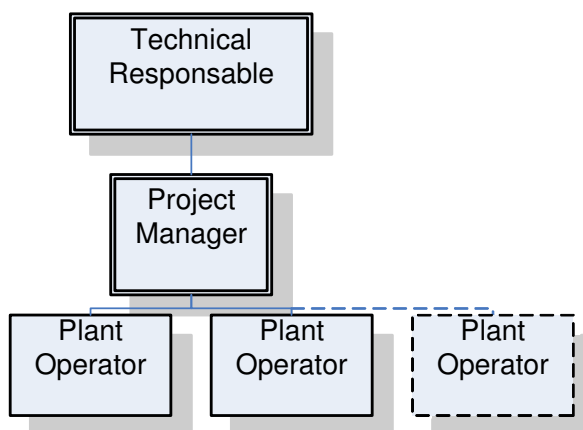 Technical
Responsable
Project
Manager
Plant
Operator
Plant
Operator
Plant
Operator